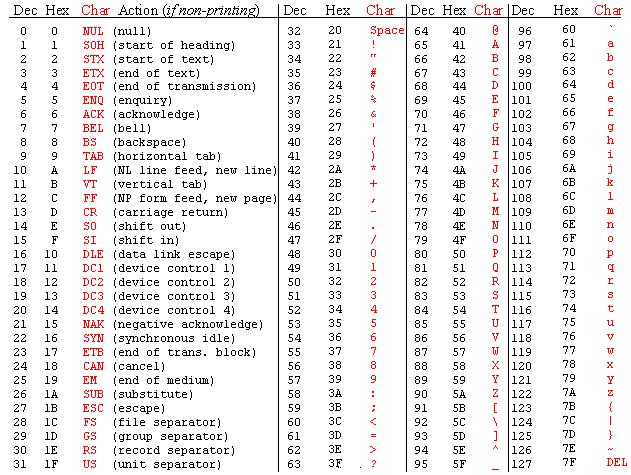 Dec Hex Char Action (if non-printing) Dec Hex Char Dec Hex Char Dec Hex Char
0 0 NUL (null) 32 20 Space 64 40 @ 96 60 `
1 1 SOH (start of heading) 33 21 ! 65 41 A 97 61 a
2 2 STX (start of text) 34 22 " 66 42 B 98 62 b
3 3 ETX (end of text) 35 23 # 67 43 C 99 63 c
4 4 EOT (end of transmission) 36 24 $ 68 44 D 100 64 d
5 5 ENQ (enquiry) 37 25 % 69 45 E 101 65 e
6 6 ACK (acknowledge) 38 26 & 70 46 F 102 66 f
7 7 BEL (bell) 39 27 ' 71 47 G 103 67 g
8 8 BS (backspace) 40 28 ( 72 48 H 104 68 h
9 9 TAB (horizontal tab) 41 29 ) 73 49 I 105 69 i
10 A LF (NL line feed, new line) 42 2A * 74 4A J 106 6A j
11 B VT (vertical tab) 43 2B + 75 4B K 107 6B k
12 C FF (NP form feed, new page) 44 2C , 76 4C L 108 6C l
13 D CR (carriage return) 45 2D - 77 4D M 109 6D m
14 E SO (shift out) 46 2E . 78 4E N 110 6E n
15 F SI (shift in) 47 2F / 79 4F O 111 6F o
16 10 DLE (data link escape) 48 30 0 80 50 P 112 70 p
17 11 DC1 (device control 1) 49 31 1 81 51 Q 113 71 q
18 12 DC2 (device control 2) 50 32 2 82 52 R 114 72 r
19 13 DC3 (device control 3) 51 33 3 83 53 S 115 73 s
20 14 DC4 (device control 4) 52 34 4 84 54 T 116 74 t
21 15 NAK (negative acknowledge) 53 35 5 85 55 U 117 75 u
22 16 SYN (synchronous idle) 54 36 6 86 56 V 118 76 v
23 17 ETB (end of trans. block) 55 37 7 87 57 W 119 77 w
24 18 CAN (cancel) 56 38 8 88 58 X 120 78 x
25 19 EM (end of medium) 57 39 9 89 59 Y 121 79 y
26 1A SUB (substitute) 58 3A : 90 5A Z 122 7A z
27 1B ESC (escape) 59 3B ; 91 5B [ 123 7B {
28 1C FS (file separator) 60 3C < 92 5C \ 124 7C |
29 1D GS (group separator) 61 3D = 93 5D ] 125 7D }
30 1E RS (record separator) 62 3E > 94 5E ^ 126 7E ~
31 1F US (unit separator) 63 3F ? 95 5F _ 127 7F DEL